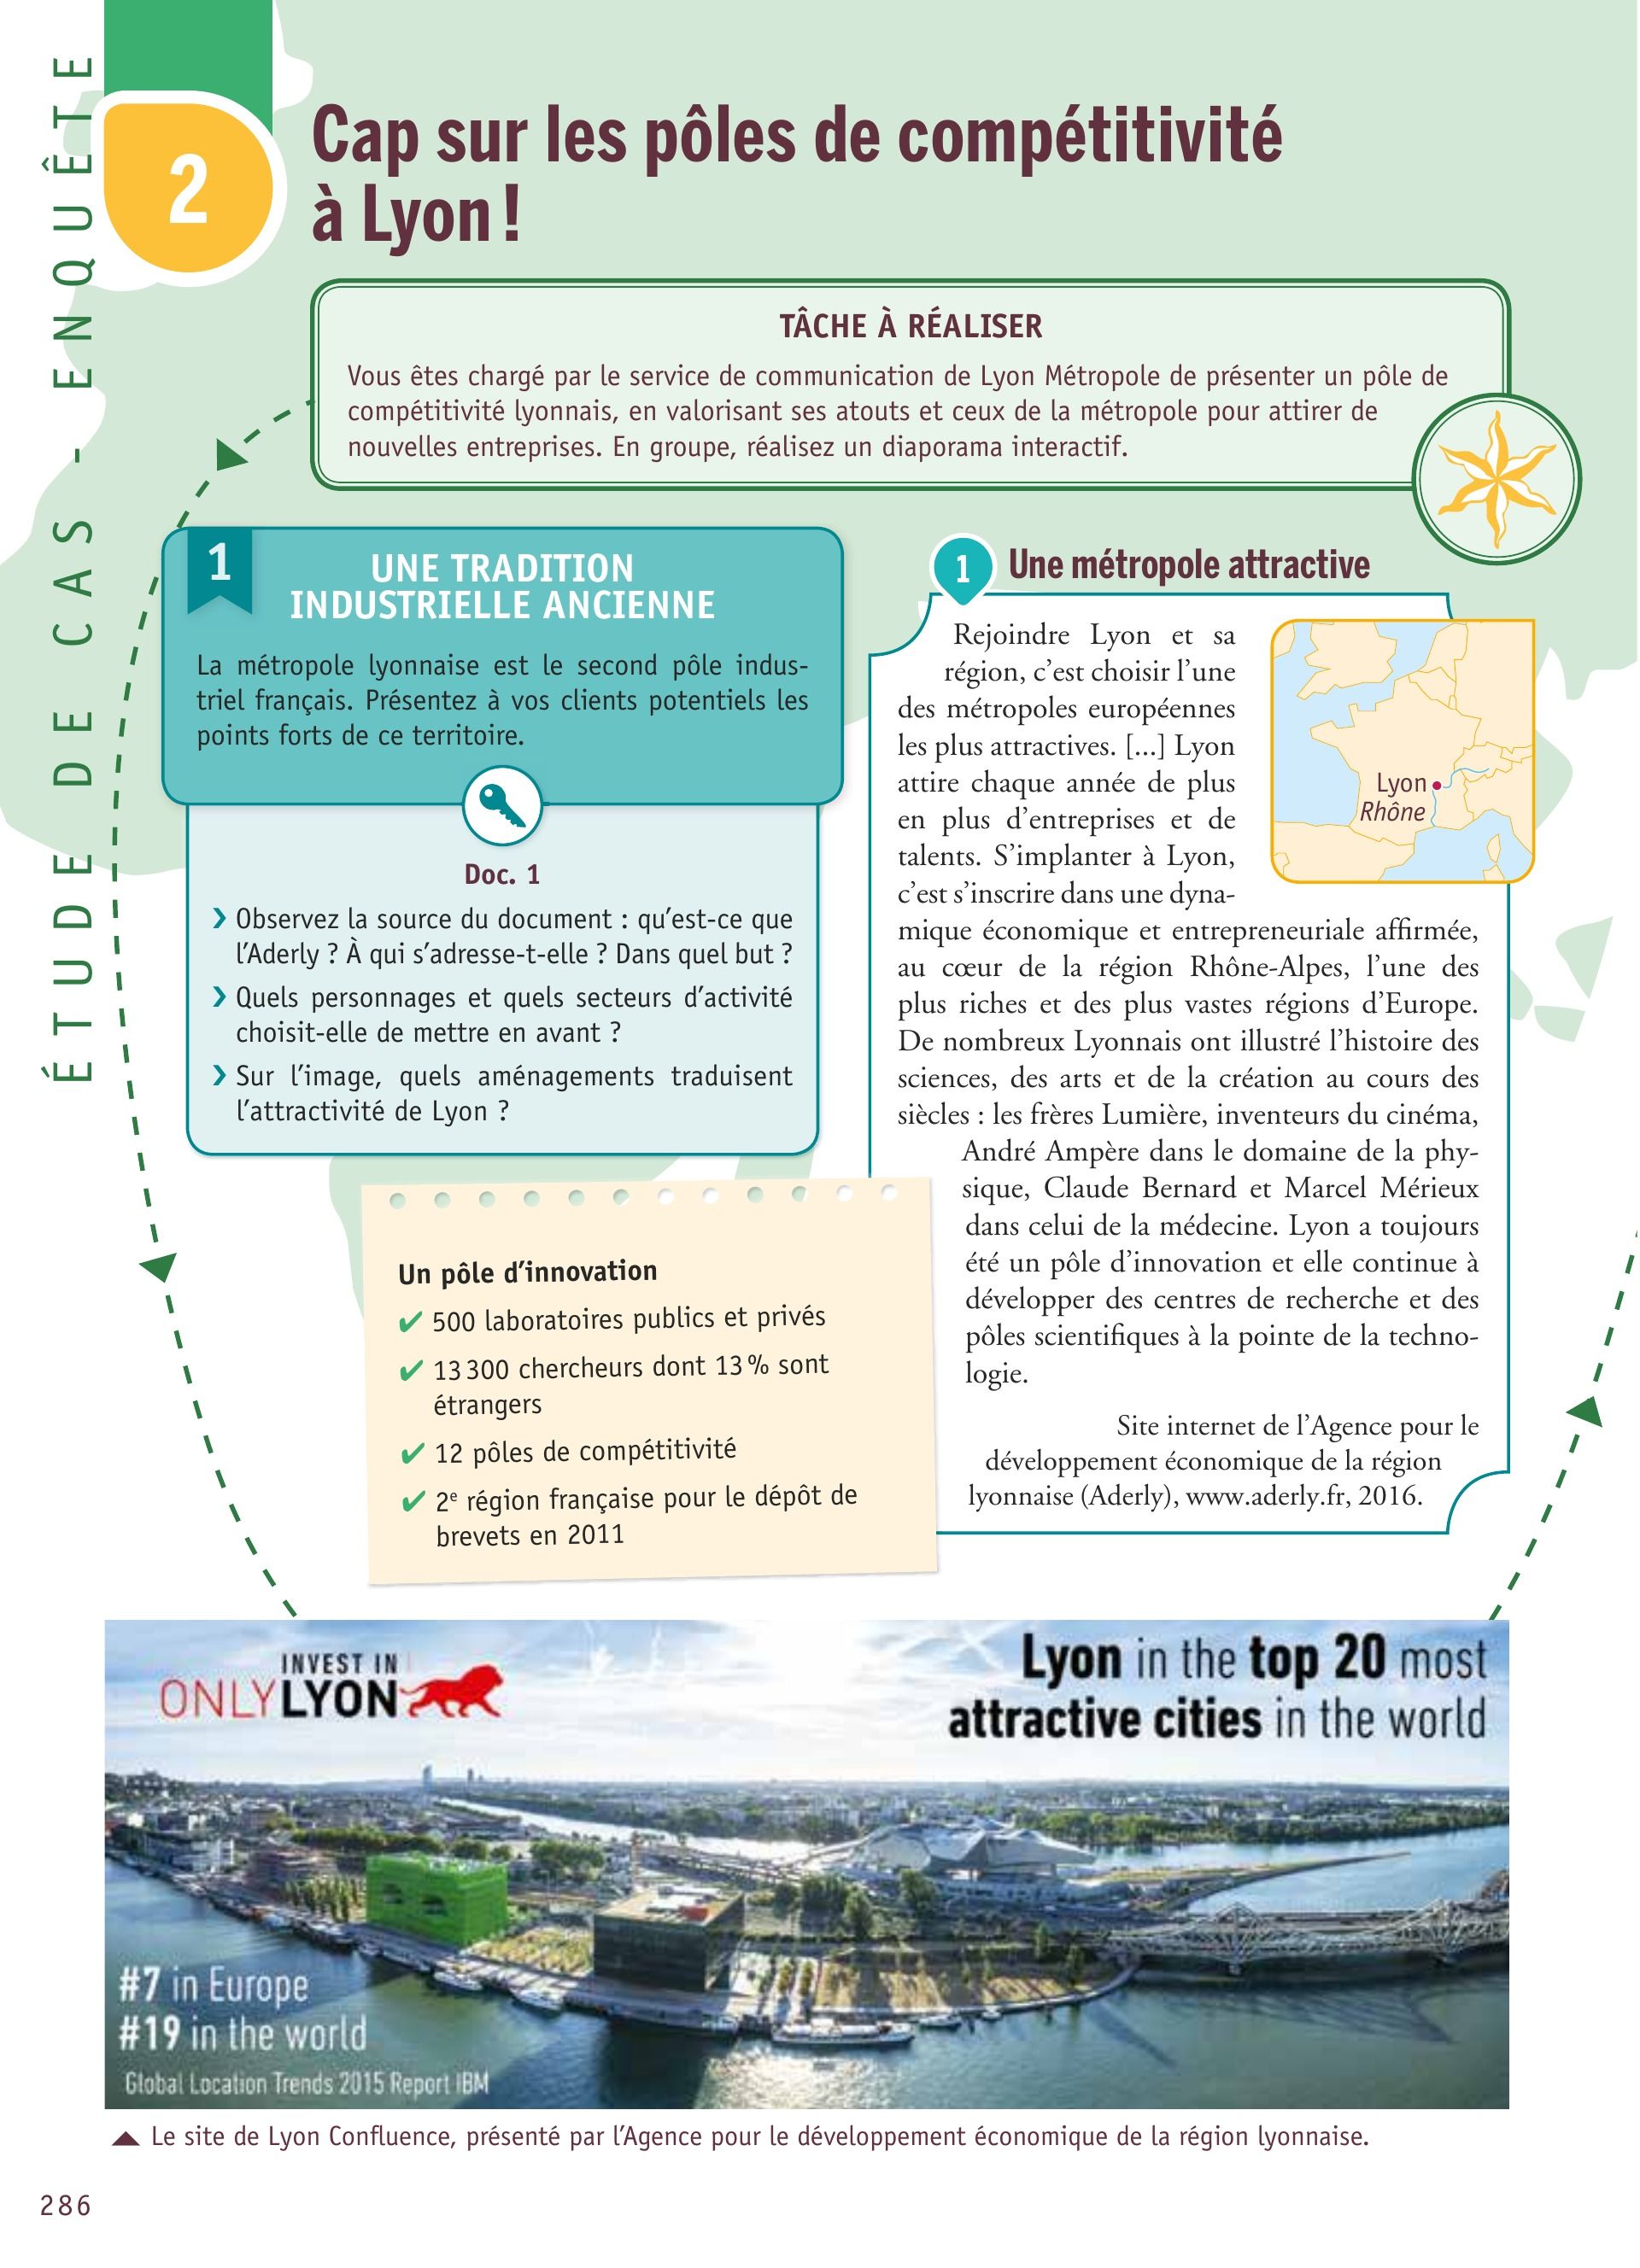 ÉTUDE DE CAS - ENQUÊTE
2
Cap sur les pôles de compétitivité
à Lyon !
TÂCHE À RÉALISER
Vous êtes chargé par le service de communication de Lyon Métropole de présenter un pôle de
compétitivité lyonnais, en valorisant ses atouts et ceux de la métropole pour attirer de
nouvelles entreprises. En groupe, réalisez un diaporama interactif.
1
UNE TRADITION
INDUSTRIELLE ANCIENNE
La métropole lyonnaise est le second pôle indus-
triel français. Présentez à vos clients potentiels les
points forts de ce territoire.
Doc. 1
› Observez la source du document : qu'est-ce que
l'Aderly ? À qui s'adresse-t-elle ? Dans quel but ?
› Quels personnages et quels secteurs d'activité
choisit-elle de mettre en avant ?
› Sur l'image, quels aménagements traduisent
l'attractivité de Lyon ?
Un pôle d'innovation
✔ 500 laboratoires publics et privés
✔ 13 300 chercheurs dont 13 % sont
étrangers
✔ 12 pôles de compétitivité
✔ 2e région française pour le dépôt de
brevets en 2011
1
Une métropole attractive
Rejoindre Lyon et sa
région, c'est choisir l'une
des métropoles européennes
les plus attractives. [...] Lyon
attire chaque année de plus
en plus d'entreprises et de
talents. S'implanter à Lyon,
c'est s'inscrire dans une dyna-
mique économique et entrepreneuriale affirmée,
au cœur de la région Rhône-Alpes, l'une des
plus riches et des plus vastes régions d'Europe.
De nombreux Lyonnais ont illustré l'histoire des
sciences, des arts et de la création au cours des
siècles : les frères Lumière, inventeurs du cinéma,
André Ampère dans le domaine de la phy-
sique, Claude Bernard et Marcel Mérieux
dans celui de la médecine. Lyon a toujours
été un pôle d'innovation et elle continue à
développer des centres de recherche et des
pôles scientifiques à la pointe de la techno-
logie.
Site internet de l'Agence pour le
développement économique de la région
lyonnaise (Aderly), www.aderly.fr, 2016.
Lyon
Rhône
INVEST IN
ONLYLYON
Lyon in the top 20 most
attractive cities in the world
#7 in Europe
#19 in the world
Global Location Trends 2015 Report IBM
Le site de Lyon Confluence, présenté par l'Agence pour le développement économique de la région lyonnaise.
286